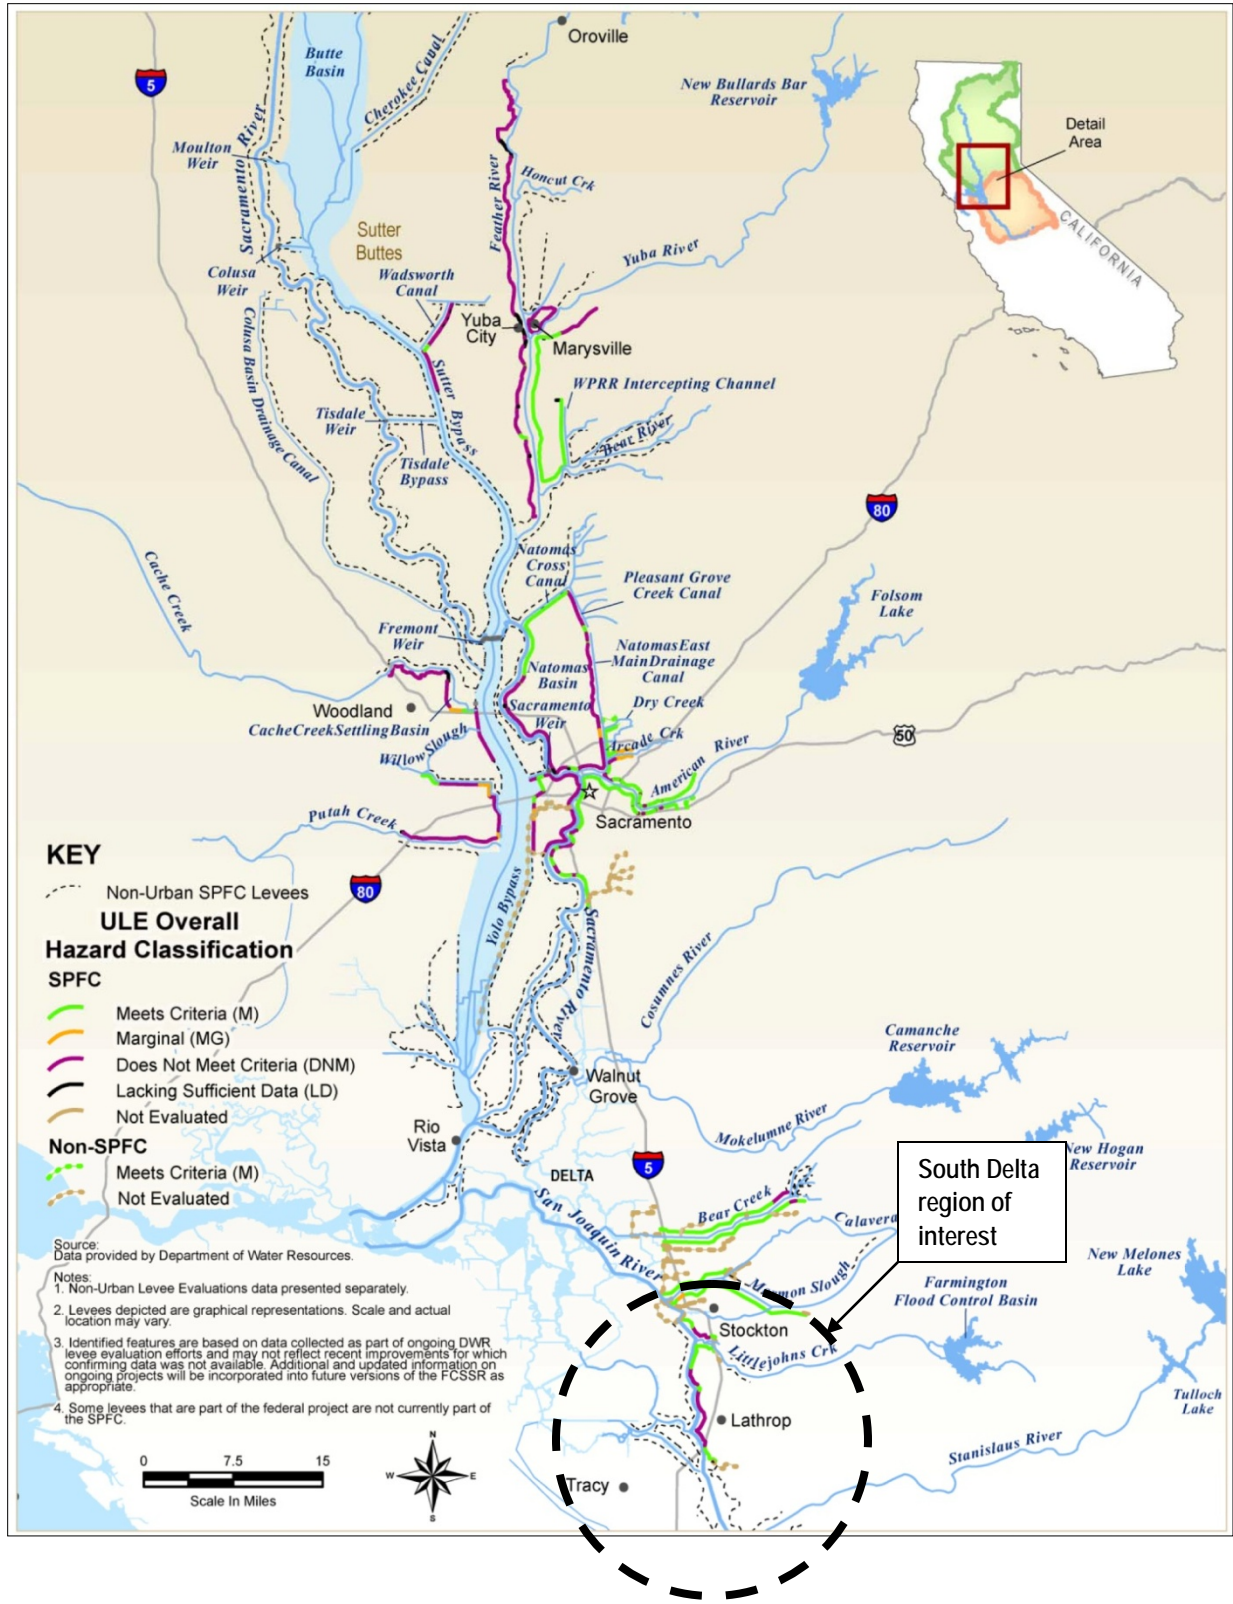 Oroville
Butte
Basin
Cherokee Canal
5
New Bullards Bar
Reservoir
Detail
Area
CALIFORNIA
Moulton
Weir
Sacramento River
Feather River
Honcut Crk
Sutter
Buttes
Yuba River
Colusa
Weir
Wadsworth
Canal
Yuba
City
Marysville
Colusa Basin Drainage Canal
Sutter Bypass
WPRR Intercepting Channel
Tisdale
Weir
Bear River
Tisdale
Bypass
80
Natomas
Cross
Canal
Cache Creek
Pleasant Grove
Creek Canal
Folsom
Lake
Fremont
Weir
Natomas East
Main Drainage
Canal
Natomas
Basin
Woodland
Sacramento
Weir
Dry Creek
Cache Creek Settling Basin
Willow Slough
Arcade Crk
50
American River
Putah Creek
Sacramento
KEY
80
Non-Urban SPFC Levees
ULE Overall
Hazard Classification
SPFC
Meets Criteria (M)
Marginal (MG)
Does Not Meet Criteria (DNM)
Lacking Sufficient Data (LD)
Not Evaluated
Non-SPFC
Meets Criteria (M)
Not Evaluated
Yolo Bypass
Sacramento River
Cosumnes River
Camanche
Reservoir
Walnut
Grove
Rio
Vista
Mokelumne River
New Hogan
Reservoir
DELTA
5
South Delta
region of
interest
San Joaquin River
Bear Creek
Calavera
Mormon Slough
New Melones
Lake
Farmington
Flood Control Basin
Stockton
Littlejohns Crk
Tulloch
Lake
Lathrop
Stanislaus River
Tracy
Source:
Data provided by Department of Water Resources.
Notes:
1. Non-Urban Levee Evaluations data presented separately.
2. Levees depicted are graphical representations. Scale and actual
location may vary.
3. Identified features are based on data collected as part of ongoing DWR
levee evaluation efforts and may not reflect recent improvements for which
confirming data was not available. Additional and updated information on
ongoing projects will be incorporated into future versions of the FCSSR as
appropriate.
4. Some levees that are part of the federal project are not currently part of
the SPFC.
0 7.5 15
Scale In Miles
N
W E
S